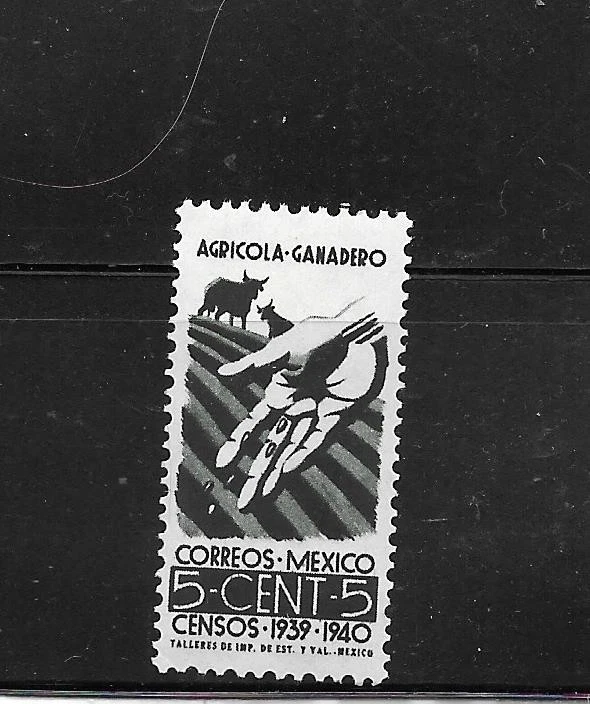 AGRICOLA·GANADERO
CORREOS·MEXICO
5-CENT-5
CENSOS·1939·1940
TALLERES DE IMP. DE EST. Y VAL.-MEXICO